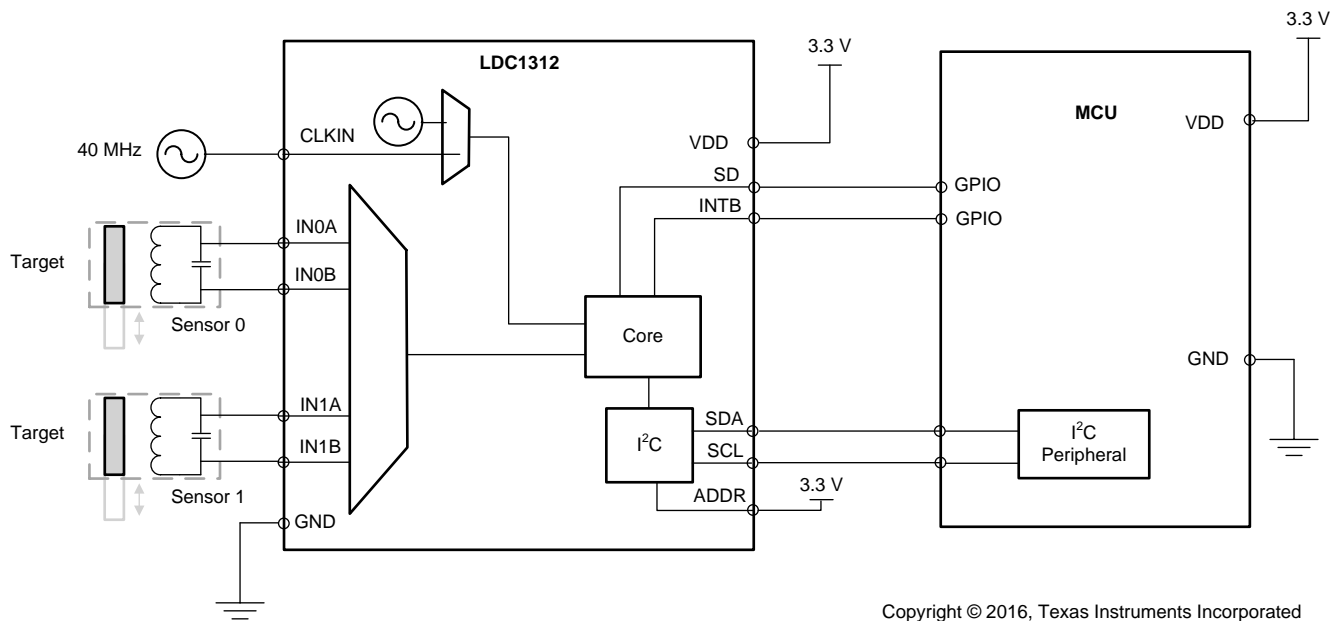 3.3 V
3.3 V
LDC1312
MCU
CLKIN
40 MHz
VDD
VDD
SD
GPIO
INTB
GPIO
IN0A
Target
IN0B
Sensor 0
Core
GND
IN1A
SDA
I²C
Peripheral
Target
I²C
IN1B
SCL
Sensor 1
ADDR
3.3 V
GND
Copyright © 2016, Texas Instruments Incorporated